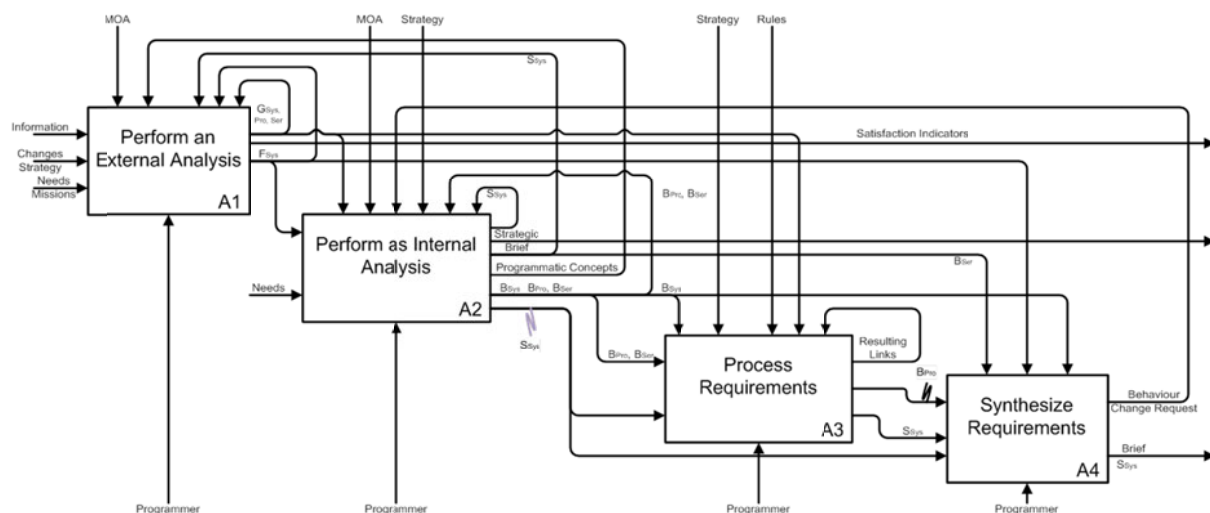 MOA
MOA
Strategy
Strategy
Rules
SSys
GSys,
Pro, Ser
Information
Perform an
External Analysis
A1
Satisfaction Indicators
Changes
Strategy
FSys
Needs
Missions
SSys
BPro, BSer
Perform as Internal
Analysis
A2
Strategic
Brief
Programmatic Concepts
BSer
Needs
BSys BPro, BSer
BSys
SSys
BPro, BSer
Process
Requirements
A3
Resulting
Links
BPro
SSys
Synthesize
Requirements
A4
Behaviour
Change Request
Brief
SSys
Programmer
Programmer
Programmer
Programmer